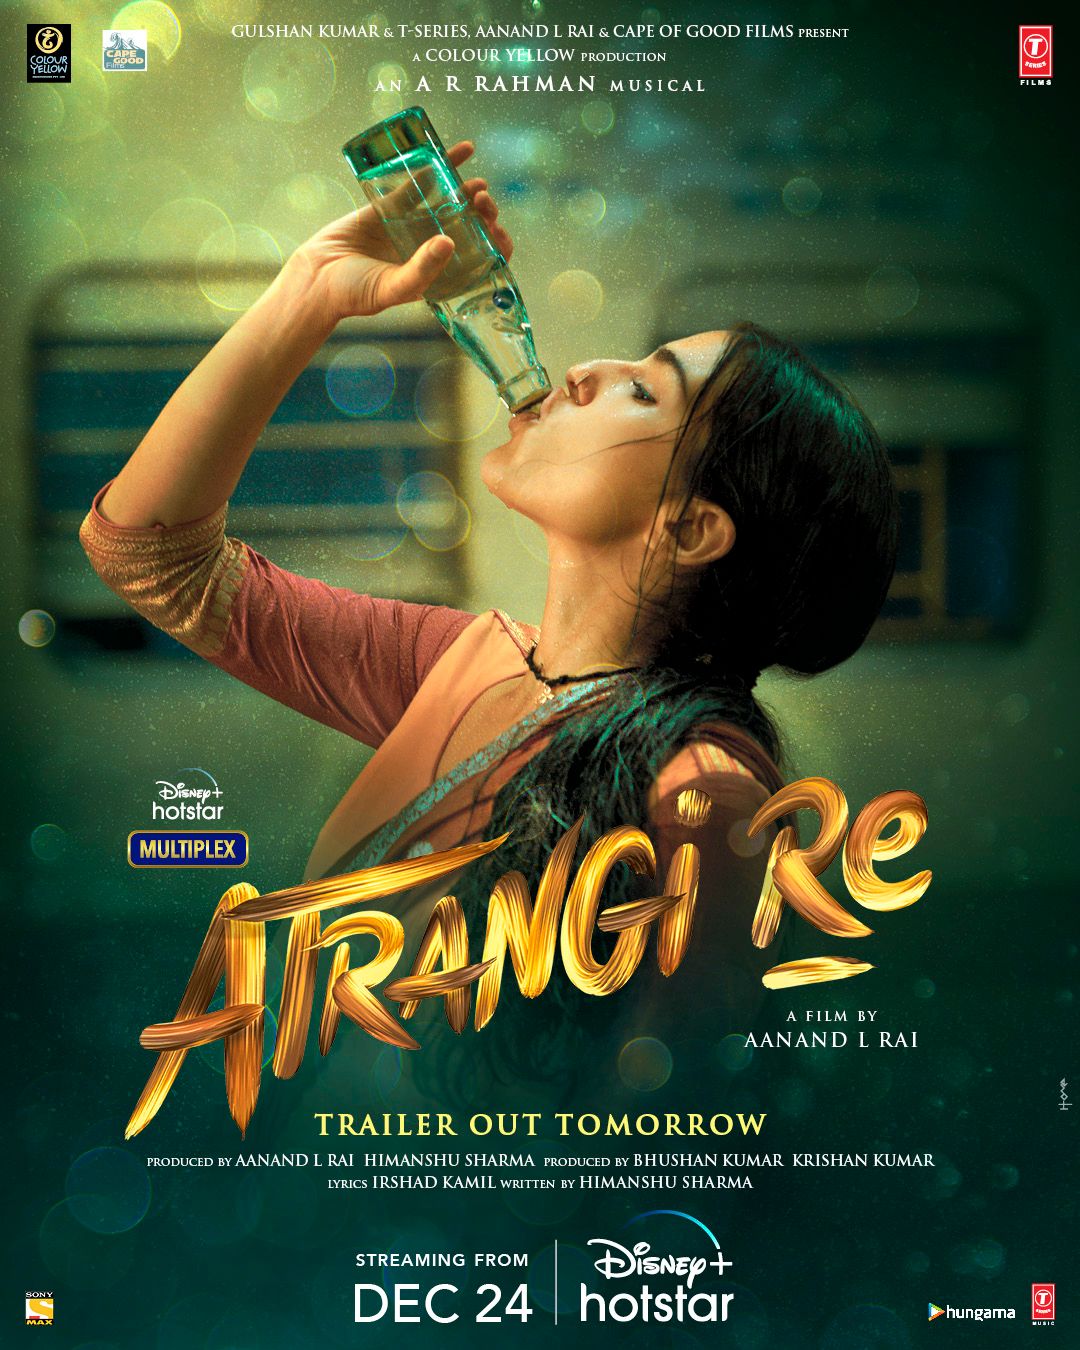 COLOUR YELLOW
CAPE OF GOOD Films
GULSHAN KUMAR & T-SERIES, AANAND L RAI & CAPE OF GOOD FILMS PRESENT
A COLOUR YELLOW PRODUCTION
AN A R RAHMAN MUSICAL
T SERIES
FILMS
Disney+
hotstar
MULTIPLEX
ATRANGI RE
A FILM BY
AANAND L RAI
TRAILER OUT TOMORROW
PRODUCED BY AANAND L RAI HIMANSHU SHARMA PRODUCED BY BHUSHAN KUMAR KRISHAN KUMAR
LYRICS IRSHAD KAMIL WRITTEN BY HIMANSHU SHARMA
STREAMING FROM
DEC 24
Disney+
hotstar
SONY
MAX
hungama
T SERIES
MUSIC